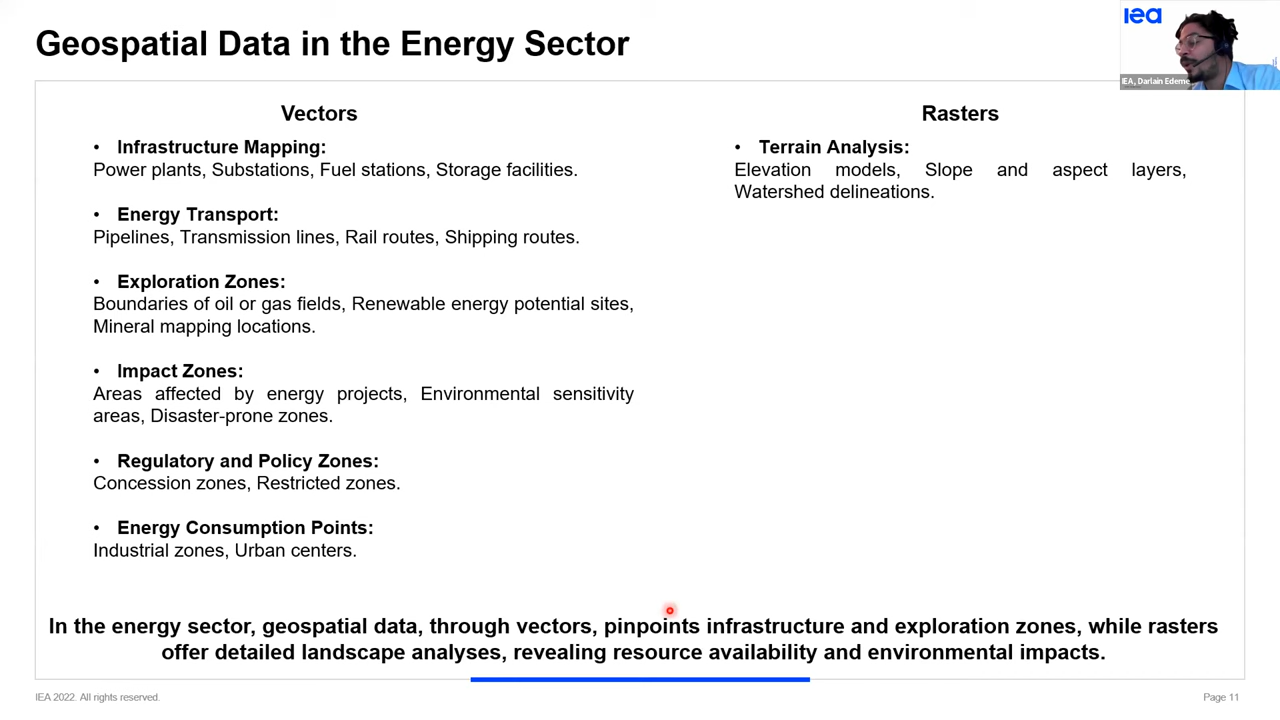 Geospatial Data in the Energy Sector
iea
IEA, Darlain Edeme
Vectors
• Infrastructure Mapping:
Power plants, Substations, Fuel stations, Storage facilities.
• Energy Transport:
Pipelines, Transmission lines, Rail routes, Shipping routes.
• Exploration Zones:
Boundaries of oil or gas fields, Renewable energy potential sites,
Mineral mapping locations.
• Impact Zones:
Areas affected by energy projects, Environmental sensitivity
areas, Disaster-prone zones.
• Regulatory and Policy Zones:
Concession zones, Restricted zones.
• Energy Consumption Points:
Industrial zones, Urban centers.
Rasters
• Terrain Analysis:
Elevation models, Slope and aspect layers,
Watershed delineations.
In the energy sector, geospatial data, through vectors, pinpoints infrastructure and exploration zones, while rasters
offer detailed landscape analyses, revealing resource availability and environmental impacts.
IEA 2022. All rights reserved.
Page 11